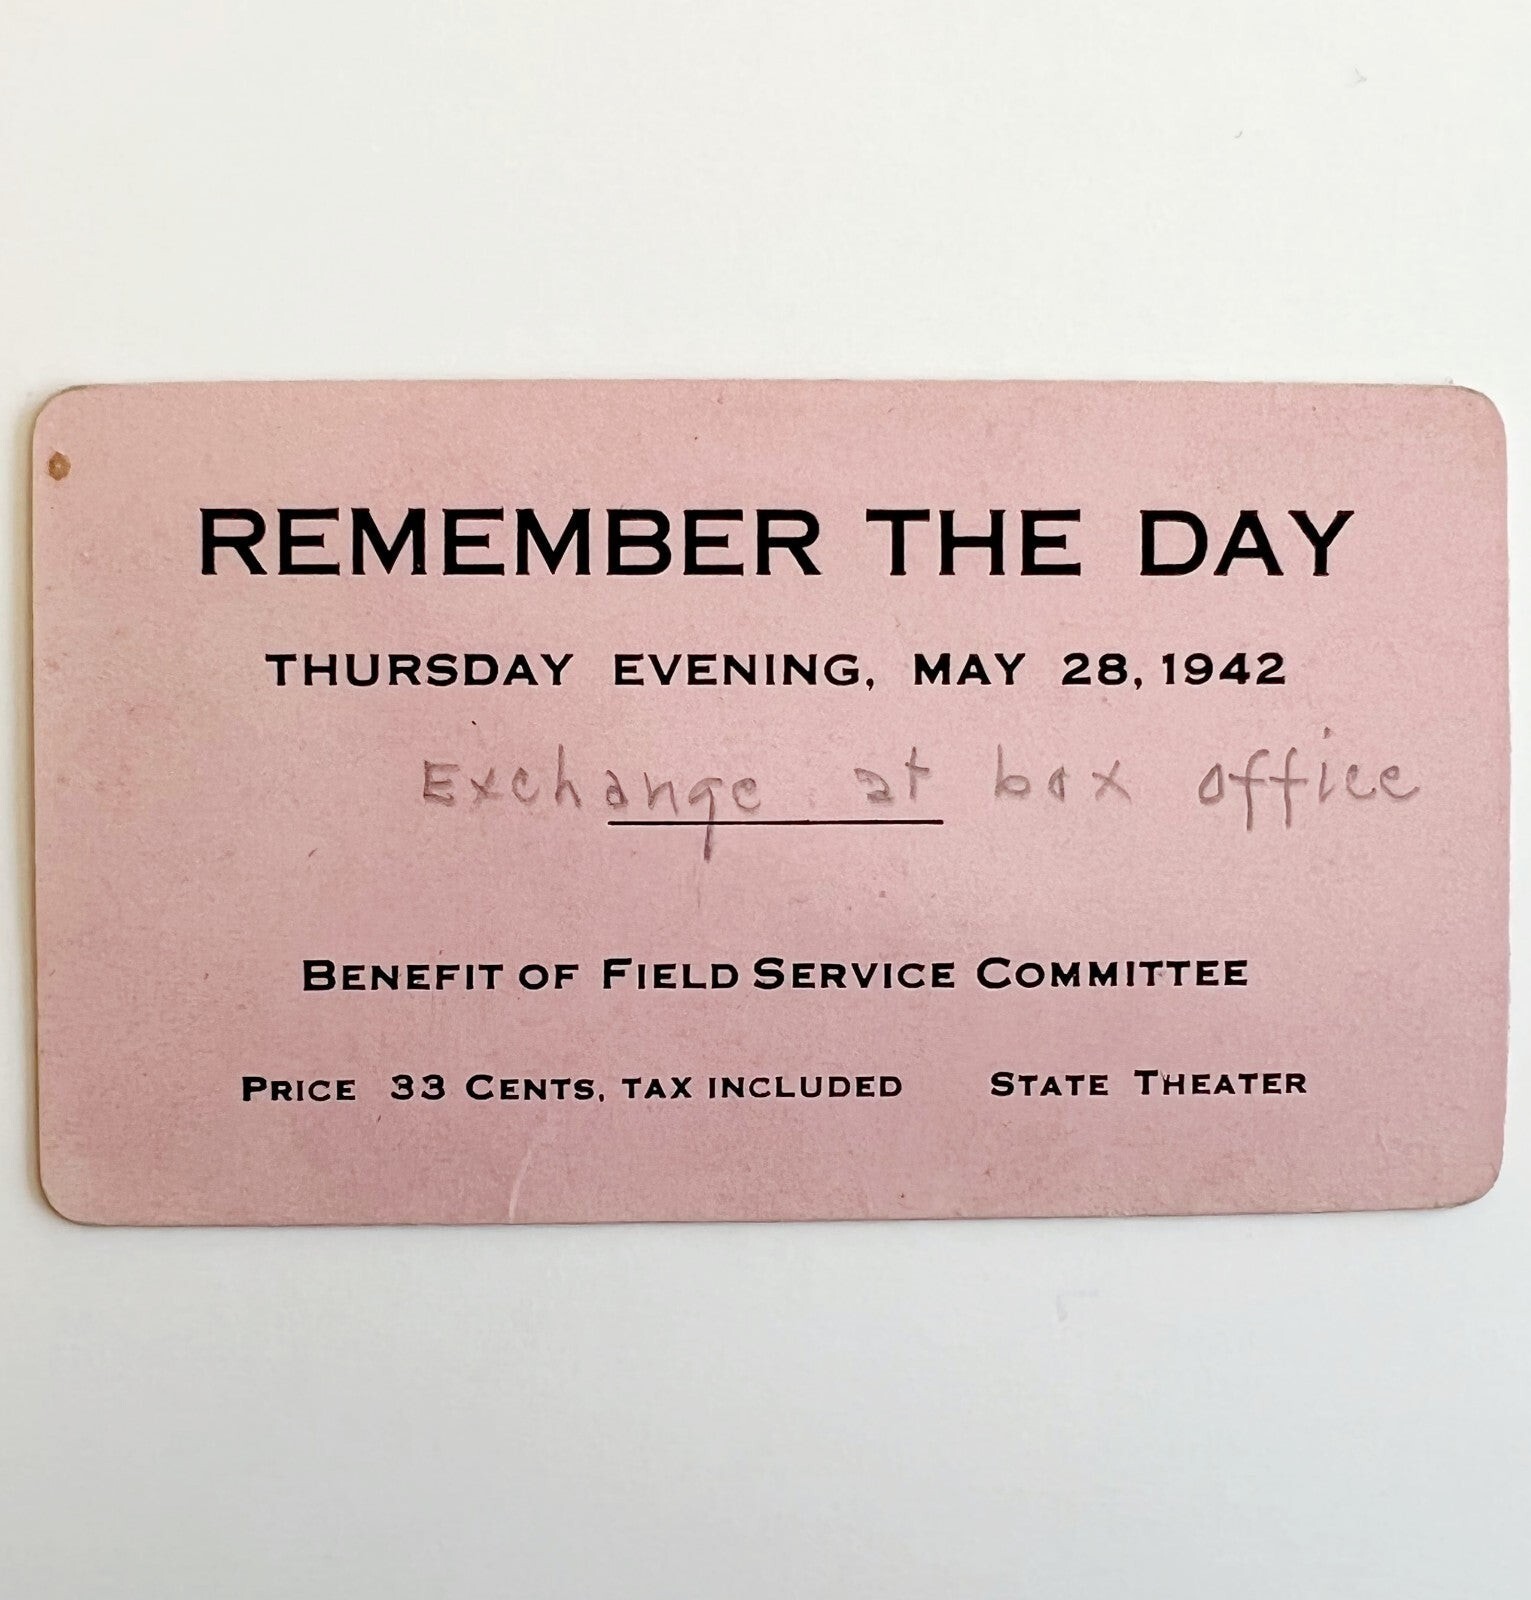 REMEMBER THE DAY
THURSDAY EVENING, MAY 28, 1942
Exchange at box office
BENEFIT OF FIELD SERVICE COMMITTEE
PRICE 33 CENTS, TAX INCLUDED STATE THEATER